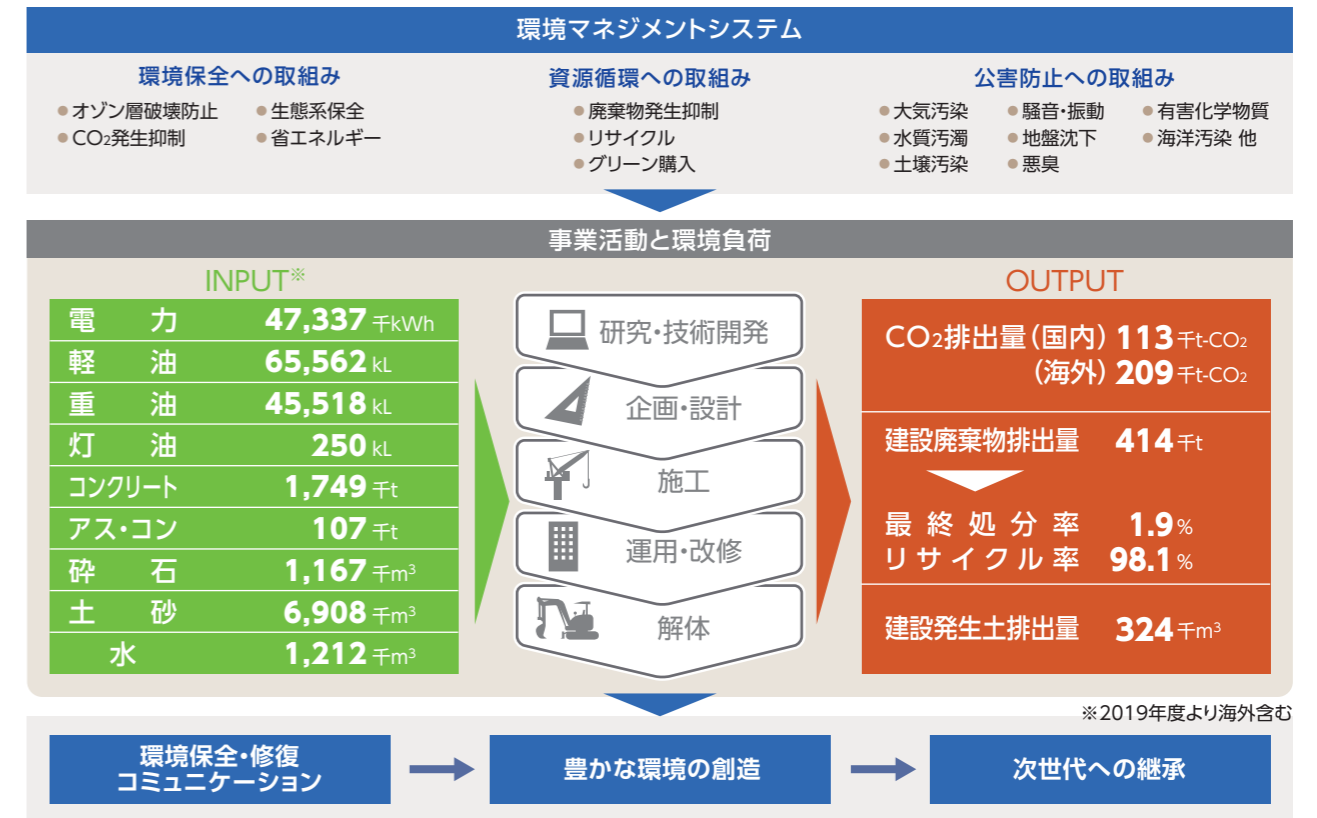 環境マネジメントシステム
環境保全への取組み
●オゾン層破壊防止 ●生態系保全
●CO₂発生抑制 ●省エネルギー
資源循環への取組み
●廃棄物発生抑制
●リサイクル
●グリーン購入
公害防止への取組み
●大気汚染 ●騒音・振動 ●有害化学物質
●水質汚濁 ●地盤沈下 ●海洋汚染 他
●土壌汚染 ●悪臭
事業活動と環境負荷
INPUT※
電力 47,337 千kWh
軽油 65,562 kL
重油 45,518 kL
灯油 250 kL
コンクリート 1,749 千t
アス・コン 107 千t
砕石 1,167 千m³
土砂 6,908 千m³
水 1,212 千m³
研究・技術開発
企画・設計
施工
運用・改修
解体
OUTPUT
CO₂排出量(国内) 113 千t-CO₂
(海外) 209 千t-CO₂
建設廃棄物排出量 414 千t
最終処分率 1.9 %
リサイクル率 98.1 %
建設発生土排出量 324 千m³
※2019年度より海外含む
環境保全・修復
コミュニケーション
豊かな環境の創造
次世代への継承